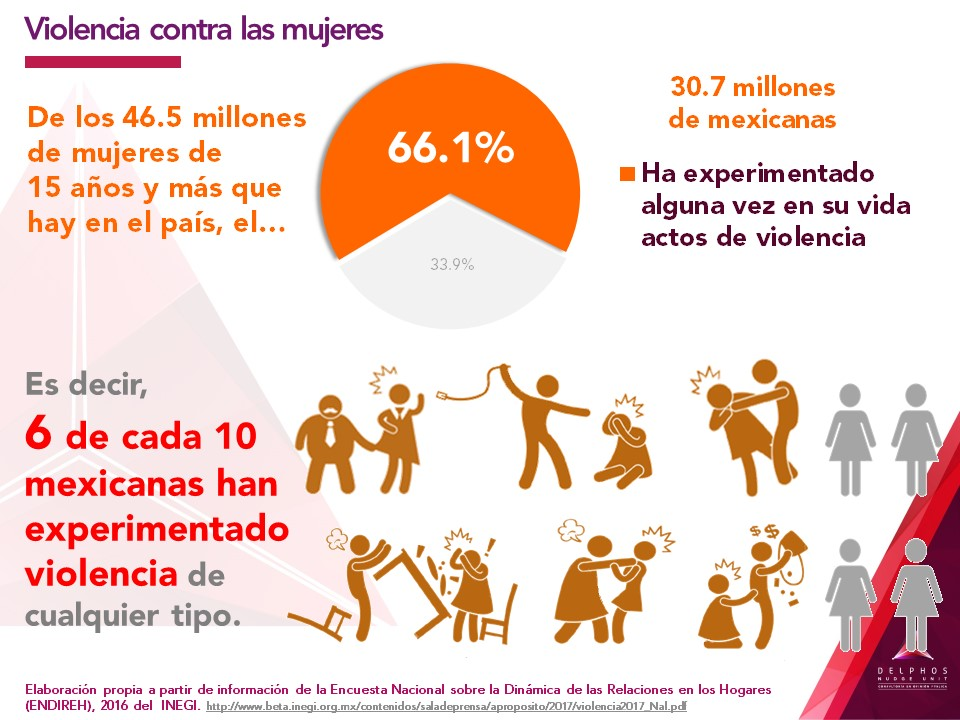 Violencia contra las mujeres
De los 46.5 millones
de mujeres de
15 años y más que
hay en el país, el...
66.1%
33.9%
30.7 millones
de mexicanas
Ha experimentado
alguna vez en su vida
actos de violencia
Es decir,
6 de cada 10
mexicanas han
experimentado
violencia de
cualquier tipo.
$ $
DELPHOS
NUDGE UNIT
CONSULTORÍA EN OPINIÓN PÚBLICA
Elaboración propia a partir de información de la Encuesta Nacional sobre la Dinámica de las Relaciones en los Hogares
(ENDIREH), 2016 del INEGI. http://www.beta.inegi.org.mx/contenidos/saladeprensa/aproposito/2017/violencia2017_Nal.pdf